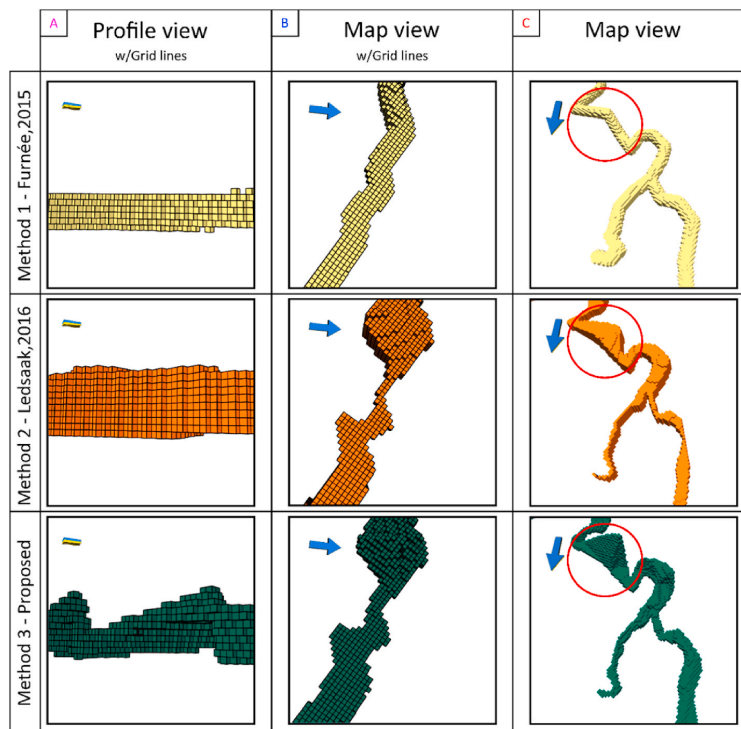 A
Profile view
w/Grid lines
B
Map view
w/Grid lines
C
Map view
Method 1 - Furnée,2015
Method 2 - Ledsaak,2016
Method 3 - Proposed